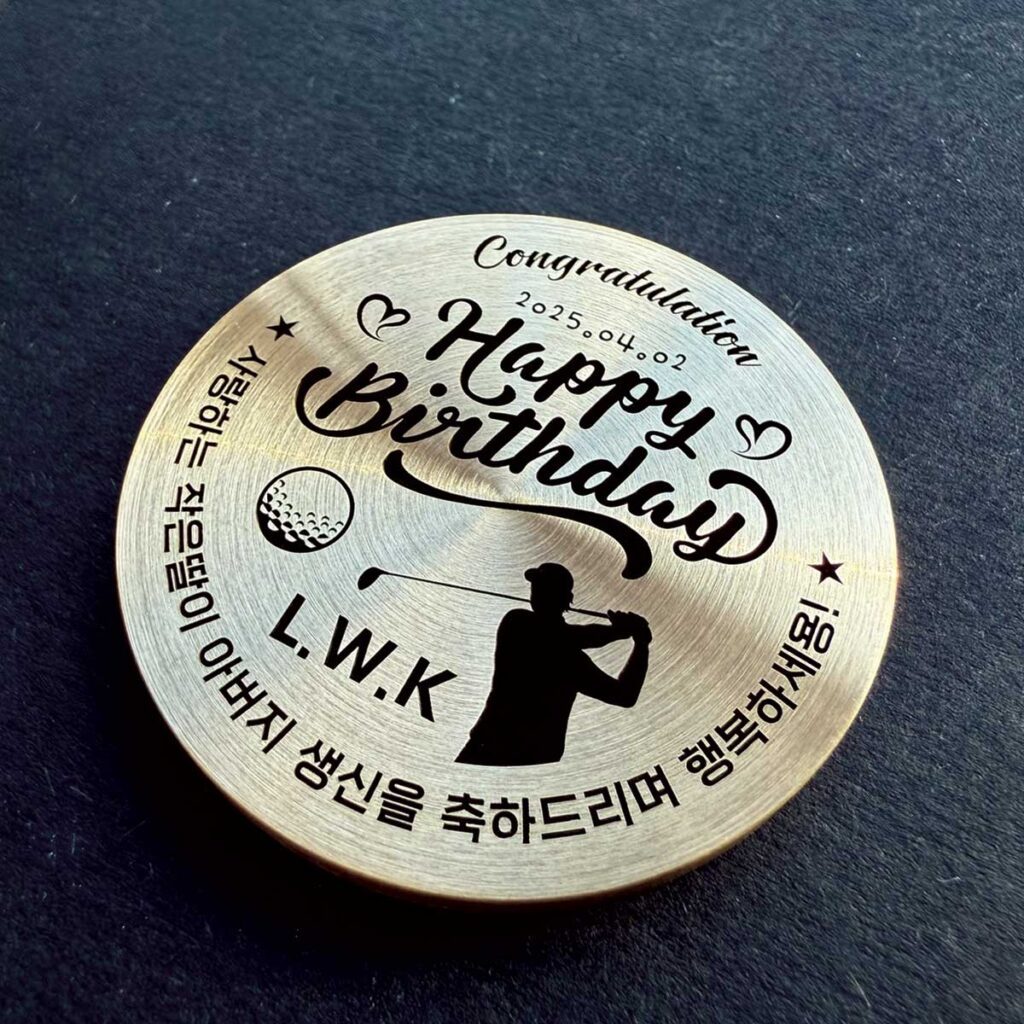 Congratulation
2025.04.02
Happy
Birthday
L.W.K
★ 사랑하는 작은딸이 아버지 생신을 축하드리며 행복하세용! ★